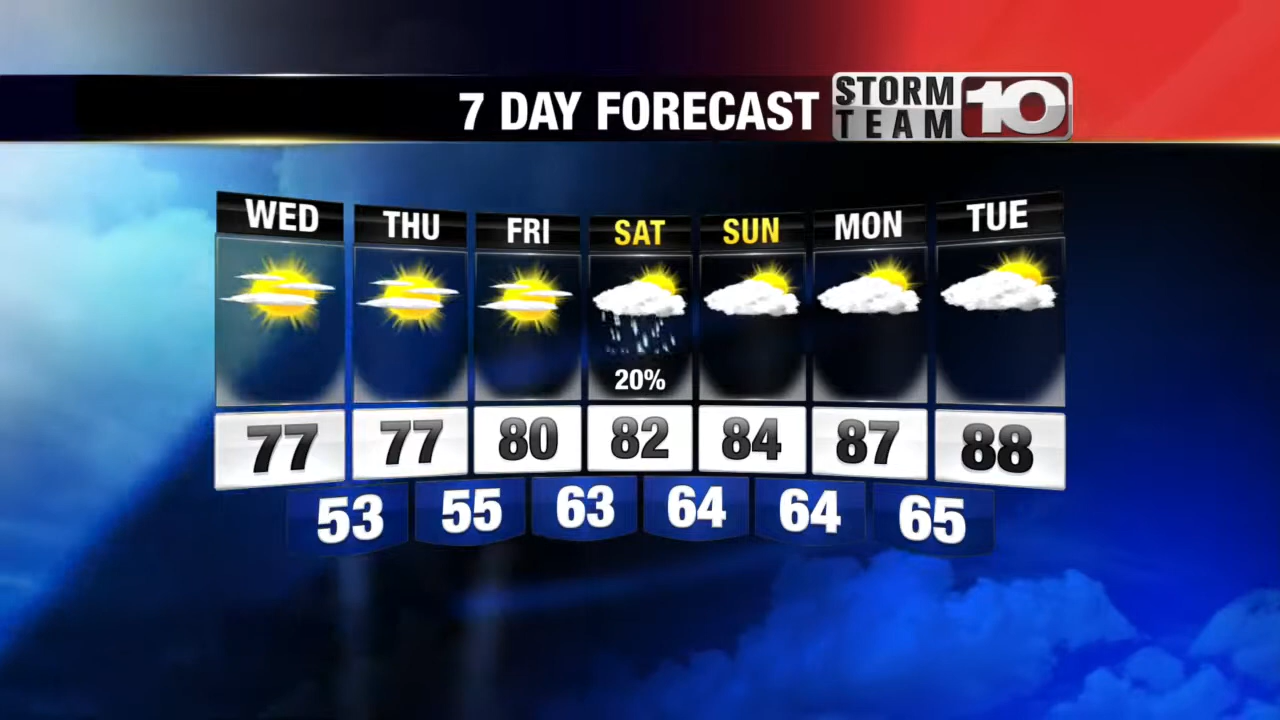 7 DAY FORECAST
STORM TEAM 10
WED THU FRI SAT SUN MON TUE
20%
77 77 80 82 84 87 88
53 55 63 64 64 65